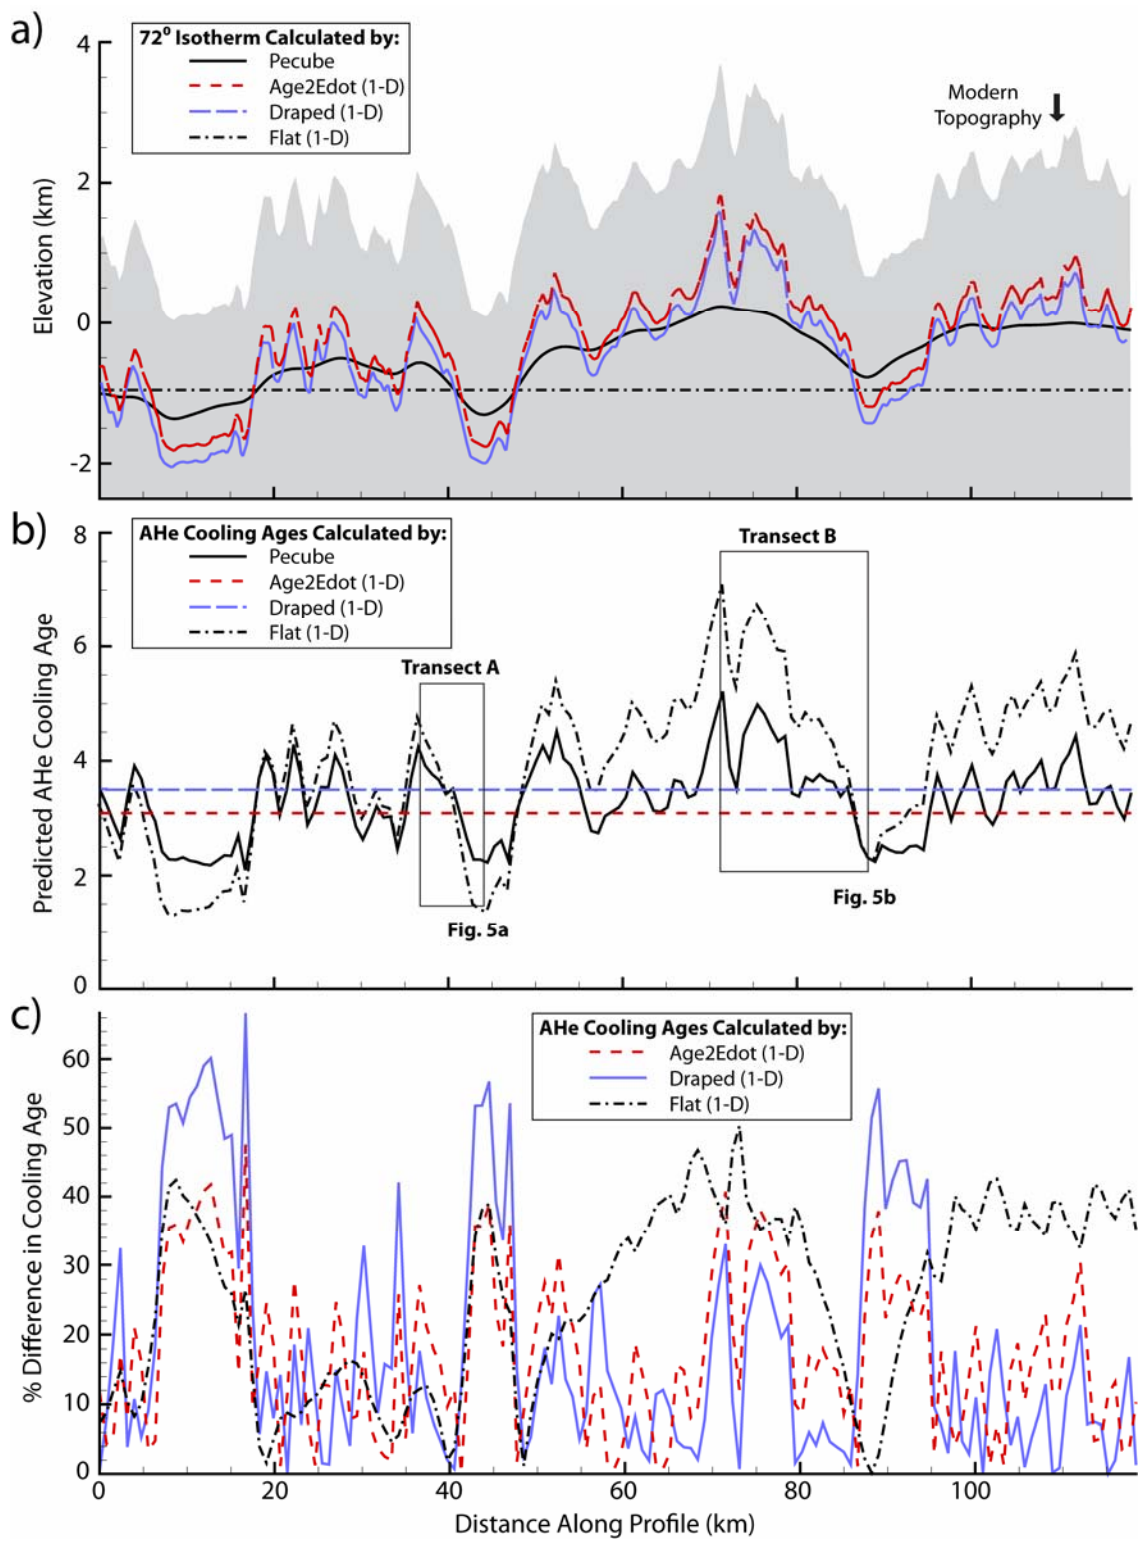 a)
72⁰ Isotherm Calculated by:
Pecube
Age2Edot (1-D)
Draped (1-D)
Flat (1-D)
Modern
Topography
Elevation (km)
4
2
0
-2
b)
AHe Cooling Ages Calculated by:
Pecube
Age2Edot (1-D)
Draped (1-D)
Flat (1-D)
Transect A
Fig. 5a
Transect B
Fig. 5b
Predicted AHe Cooling Age
8
6
4
2
0
c)
AHe Cooling Ages Calculated by:
Age2Edot (1-D)
Draped (1-D)
Flat (1-D)
% Difference in Cooling Age
60
50
40
30
20
10
0
0 20 40 60 80 100
Distance Along Profile (km)